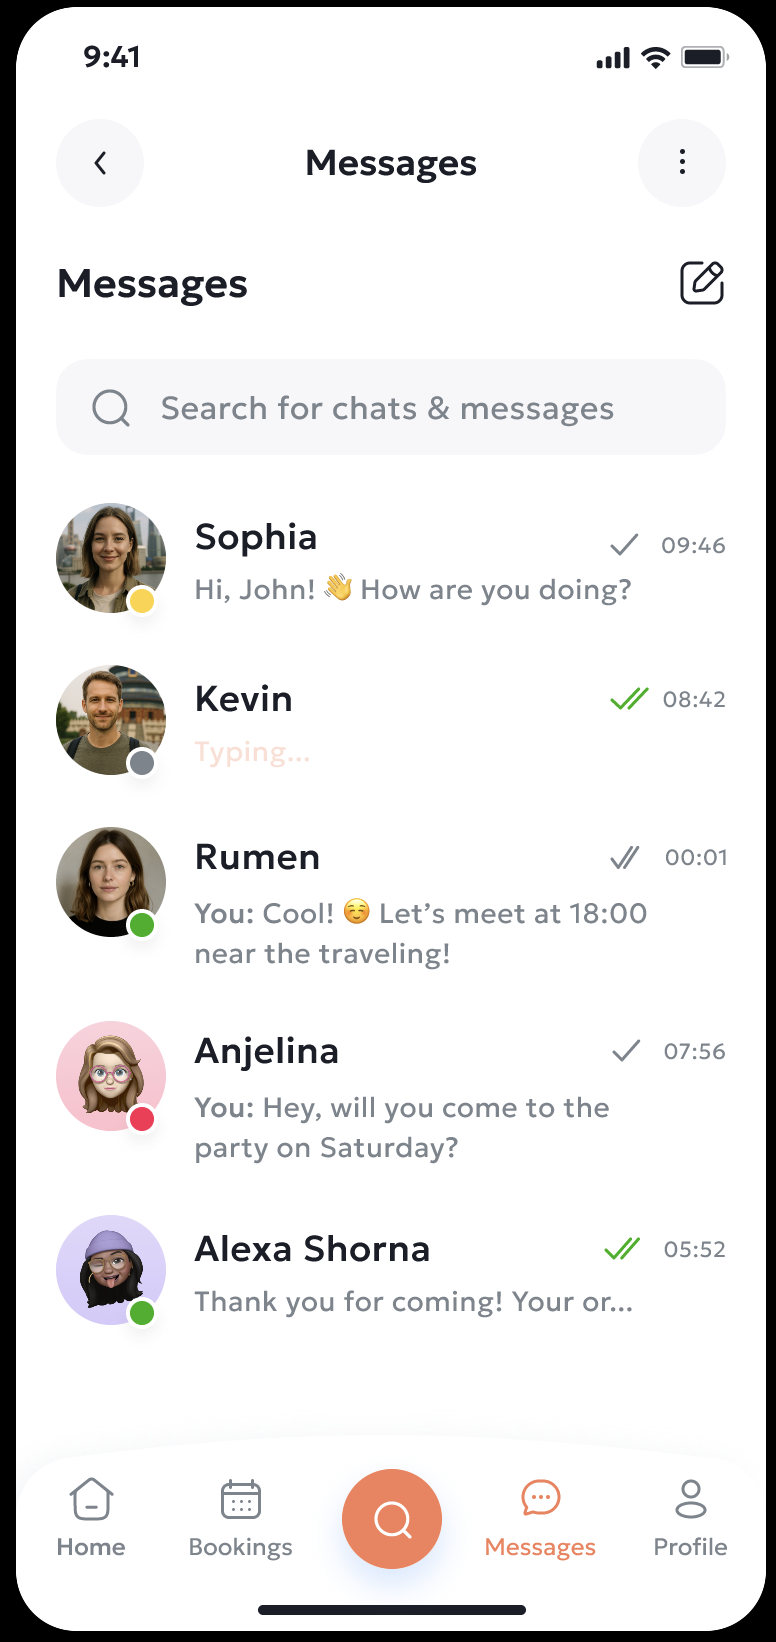 9:41
Messages
Messages
Search for chats & messages
Sophia 09:46
Hi, John! 👋 How are you doing?
Kevin 08:42
Typing...
Rumen 00:01
You: Cool! ☺️ Let’s meet at 18:00
near the traveling!
Anjelina 07:56
You: Hey, will you come to the
party on Saturday?
Alexa Shorna 05:52
Thank you for coming! Your or...
Home Bookings Messages Profile